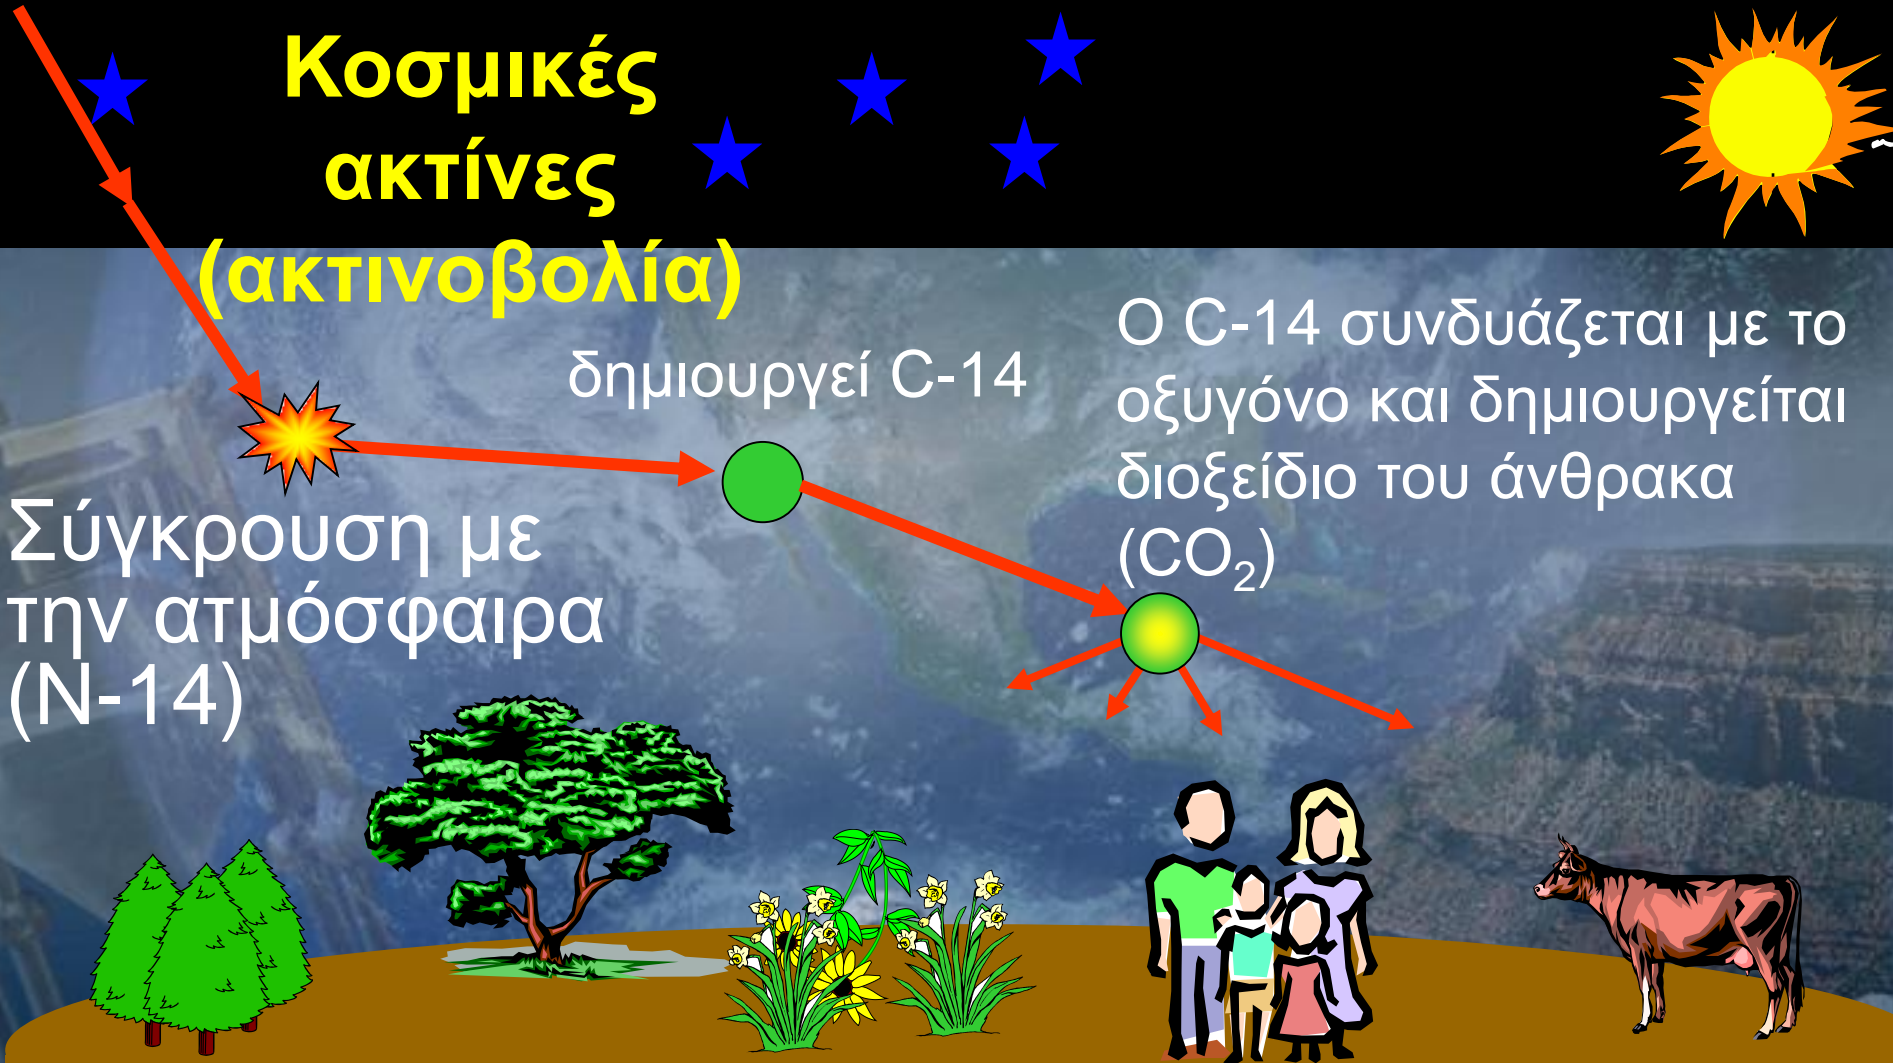 Κοσμικές
ακτίνες
(ακτινοβολία)
δημιουργεί C-14
Ο C-14 συνδυάζεται με το
οξυγόνο και δημιουργείται
διοξείδιο του άνθρακα
(CO₂)
Σύγκρουση με
την ατμόσφαιρα
(N-14)